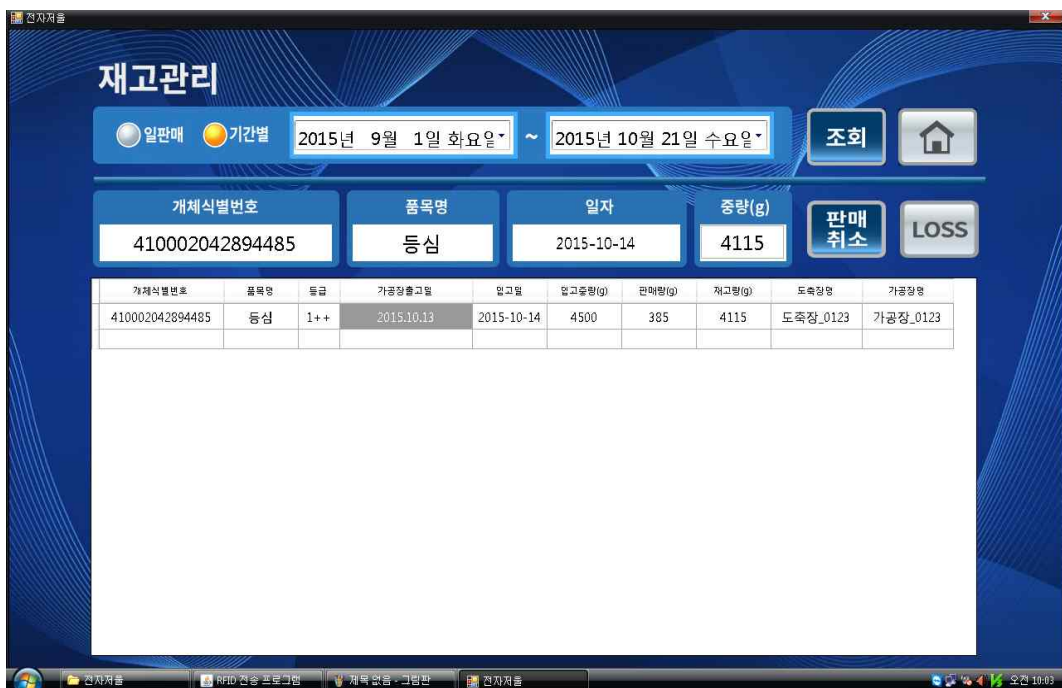 전자저울
재고관리
일판매 기간별 2015년 9월 1일 화요일 ~ 2015년 10월 21일 수요일 조회
개체식별번호 품목명 일자 중량(g) 판매
취소 LOSS
410002042894485 등심 2015-10-14 4115
개체식별번호 품목명 등급 가공장출고일 입고일 입고중량(g) 판매량(g) 재고량(g) 도축장명 가공장명
410002042894485 등심 1++ 2015.10.13 2015-10-14 4500 385 4115 도축장_0123 가공장_0123
전자저울 RFID 전송 프로그램 제목 없음 - 그림판 전자저울 오전 10:03